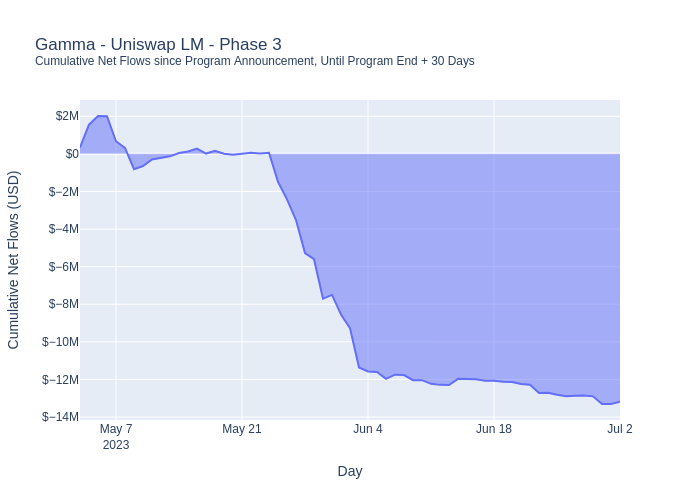 Gamma - Uniswap LM - Phase 3
Cumulative Net Flows since Program Announcement, Until Program End + 30 Days
Cumulative Net Flows (USD)
$2M
$0
$−2M
$−4M
$−6M
$−8M
$−10M
$−12M
$−14M
May 7
2023
May 21
Jun 4
Jun 18
Jul 2
Day